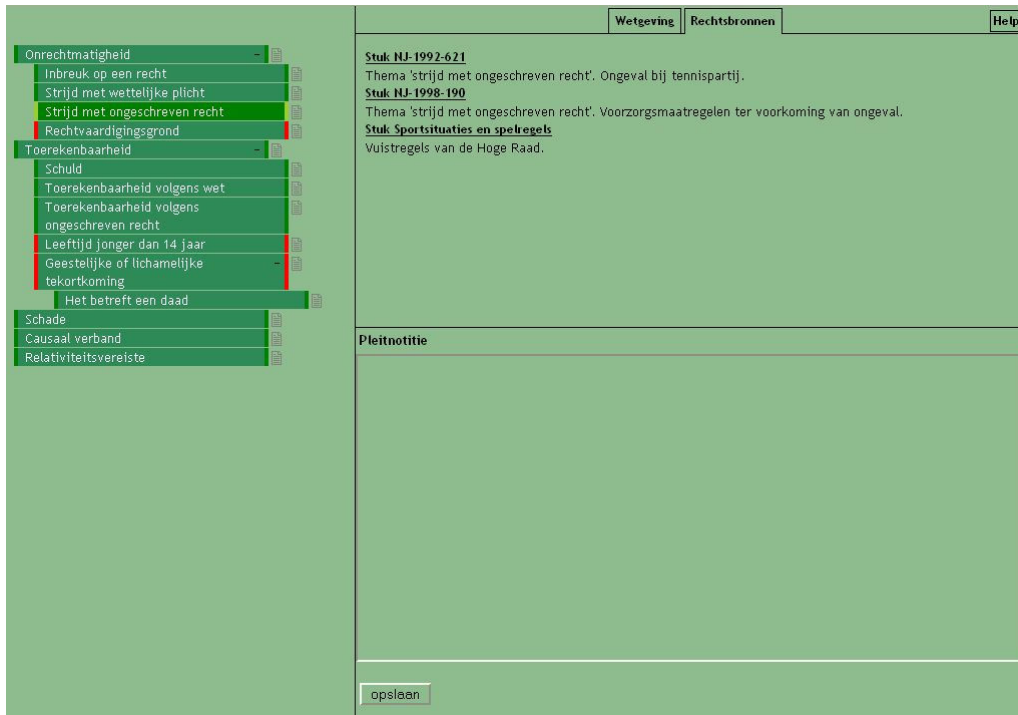 Wetgeving Rechtsbronnen Help
Onrechtmatigheid -
Inbreuk op een recht
Strijd met wettelijke plicht
Strijd met ongeschreven recht
Rechtvaardigingsgrond
Toerekenbaarheid -
Schuld
Toerekenbaarheid volgens wet
Toerekenbaarheid volgens
ongeschreven recht
Leeftijd jonger dan 14 jaar
Geestelijke of lichamelijke -
tekortkoming
Het betreft een daad
Schade
Causaal verband
Relativiteitsvereiste
Stuk NJ-1992-621
Thema 'strijd met ongeschreven recht'. Ongeval bij tennispartij.
Stuk NJ-1998-190
Thema 'strijd met ongeschreven recht'. Voorzorgsmaatregelen ter voorkoming van ongeval.
Stuk Sportsituaties en spelregels
Vuistregels van de Hoge Raad.
Pleitnotitie
opslaan